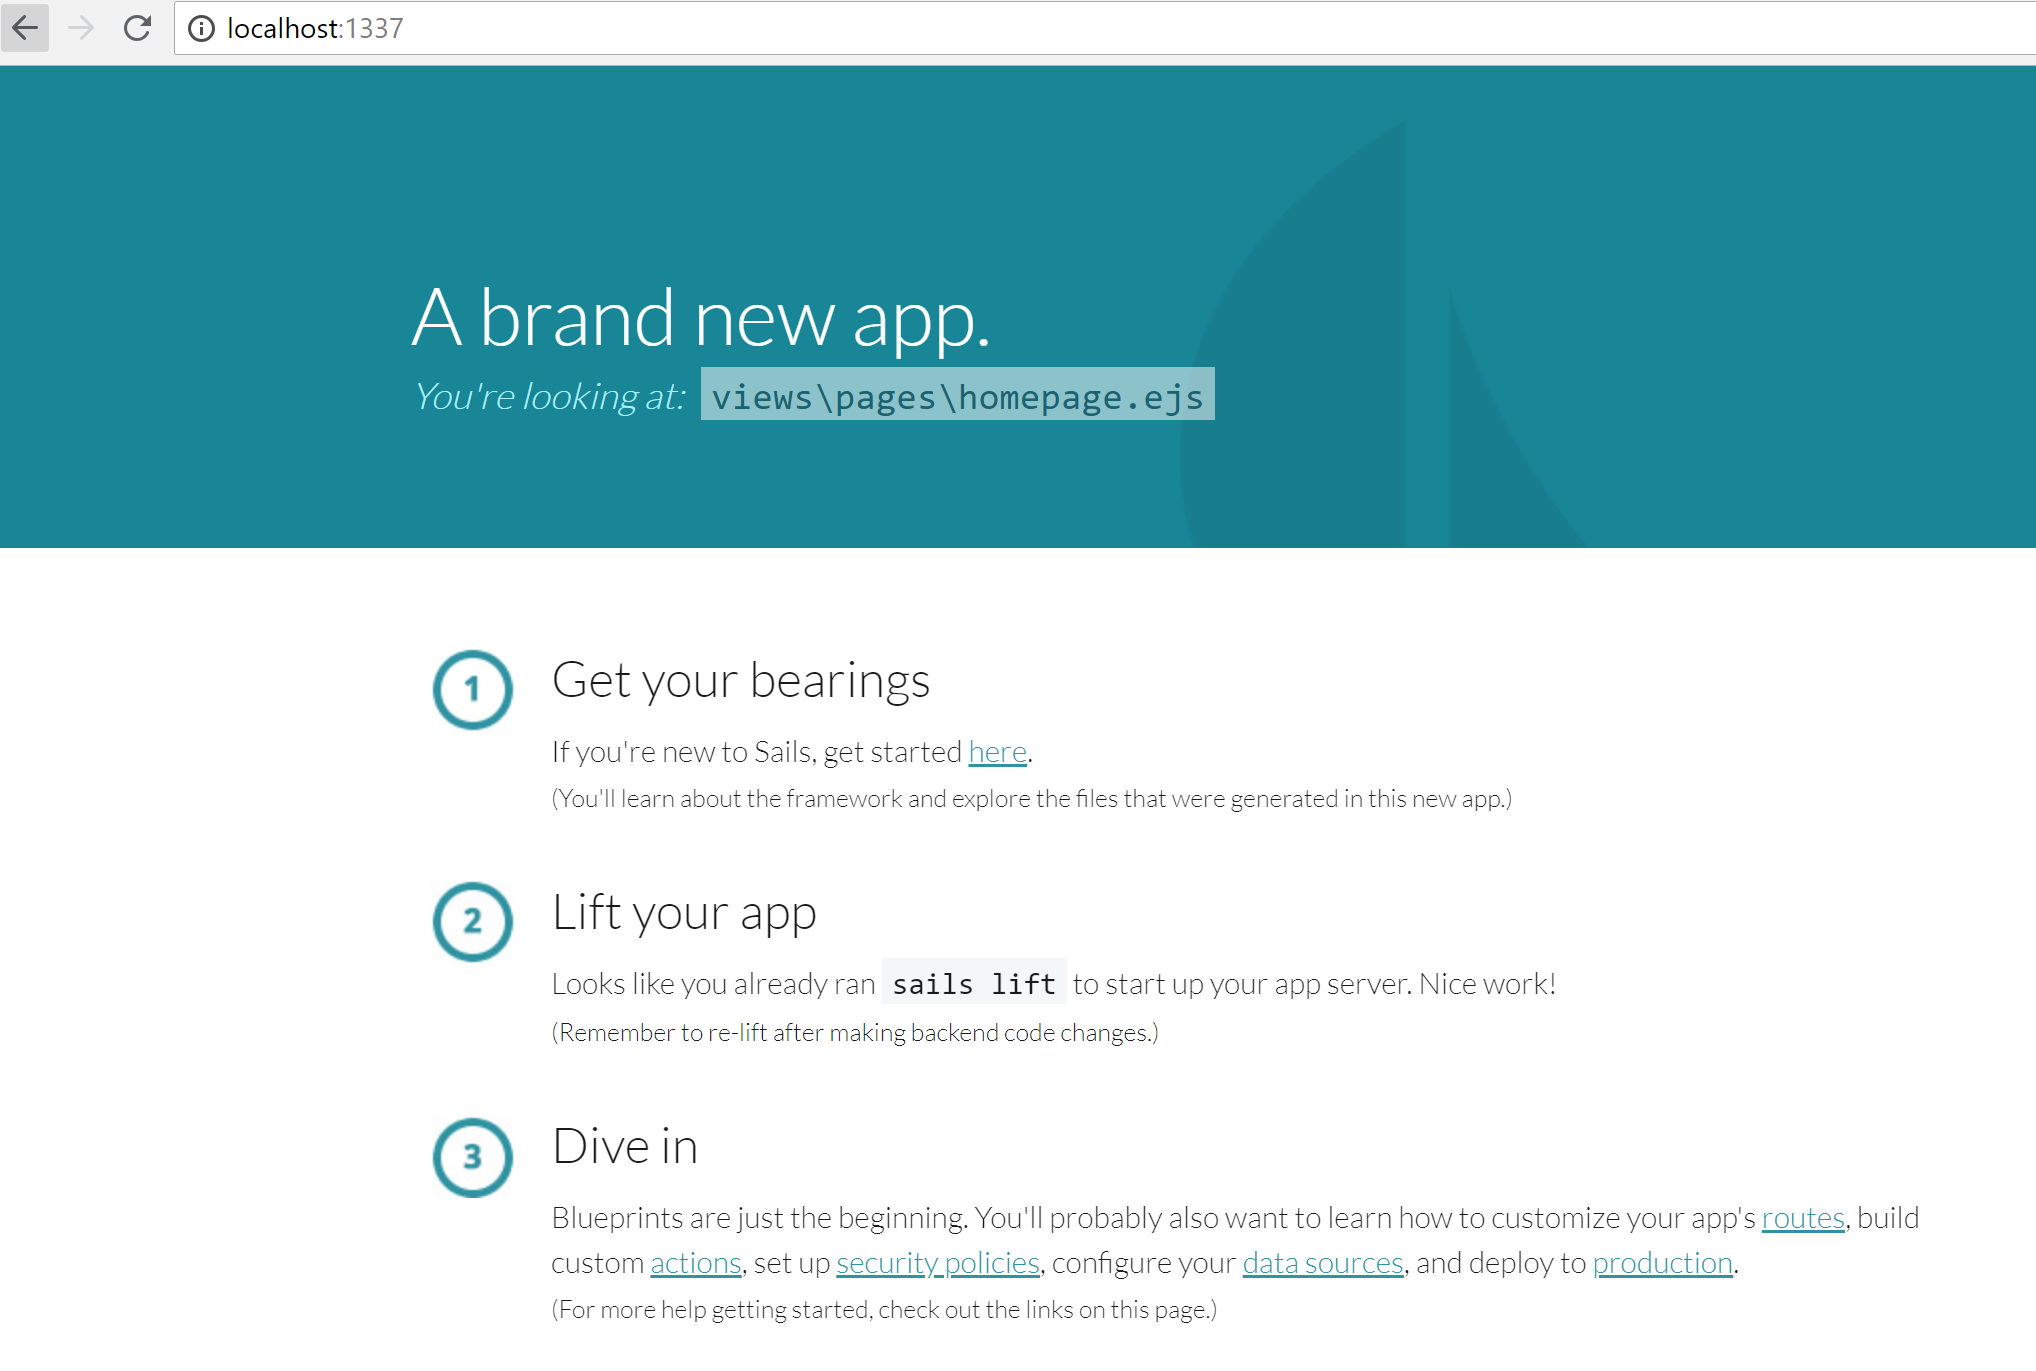 localhost:1337
A brand new app.
You're looking at: views\pages\homepage.ejs
1
Get your bearings
If you're new to Sails, get started here.
(You'll learn about the framework and explore the files that were generated in this new app.)
2
Lift your app
Looks like you already ran sails lift to start up your app server. Nice work!
(Remember to re-lift after making backend code changes.)
3
Dive in
Blueprints are just the beginning. You'll probably also want to learn how to customize your app's routes, build
custom actions, set up security policies, configure your data sources, and deploy to production.
(For more help getting started, check out the links on this page.)